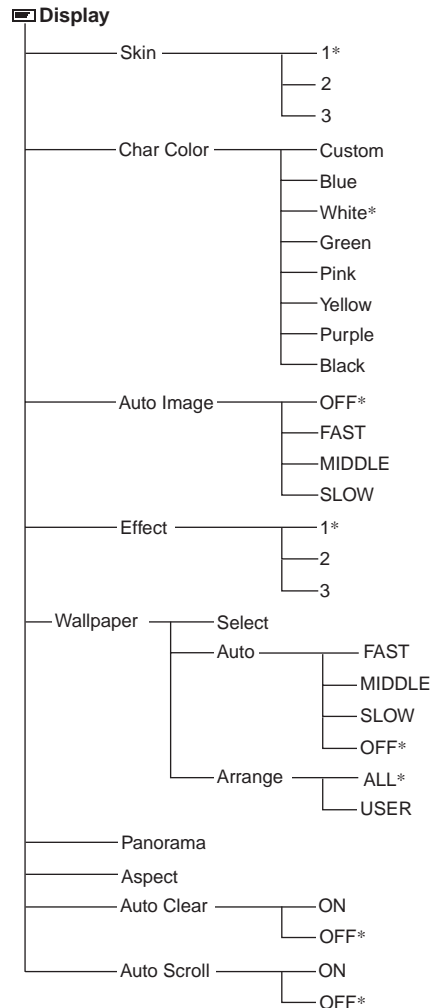 Display
Skin 1*
2
3
Char Color Custom
Blue
White*
Green
Pink
Yellow
Purple
Black
Auto Image OFF*
FAST
MIDDLE
SLOW
Effect 1*
2
3
Wallpaper Select
Auto FAST
MIDDLE
SLOW
OFF*
Arrange ALL*
USER
Panorama
Aspect
Auto Clear ON
OFF*
Auto Scroll ON
OFF*